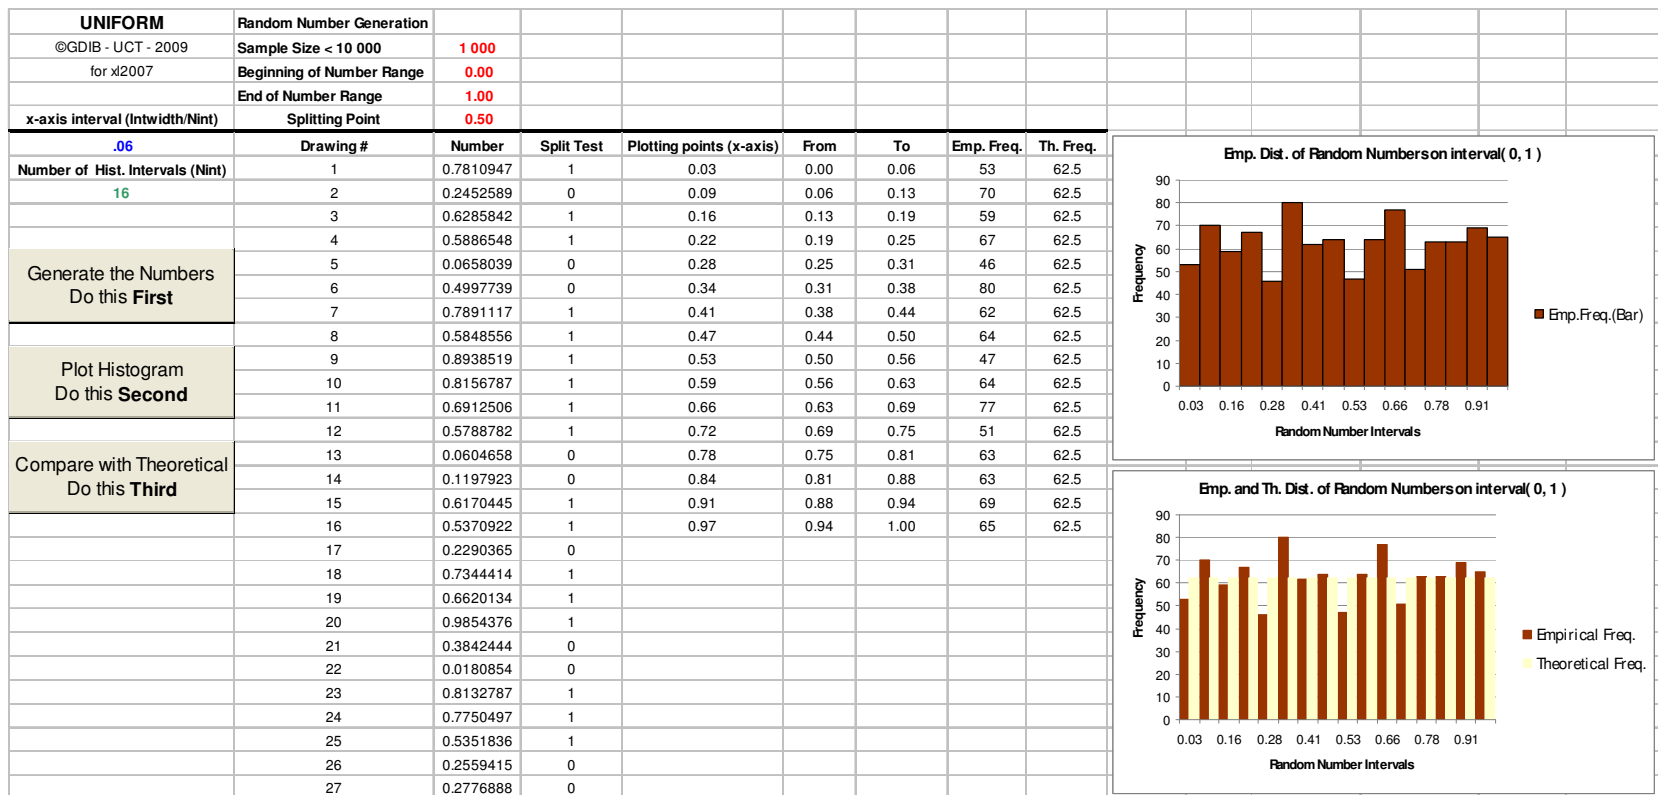 UNIFORM Random Number Generation
©GDIB - UCT - 2009 Sample Size < 10 000 1 000
for xl2007 Beginning of Number Range 0.00
End of Number Range 1.00
x-axis interval (Intwidth/Nint) Splitting Point 0.50
.06 Drawing # Number Split Test Plotting points (x-axis) From To Emp. Freq. Th. Freq.
Number of Hist. Intervals (Nint) 1 0.7810947 1 0.03 0.00 0.06 53 62.5
16 2 0.2452589 0 0.09 0.06 0.13 70 62.5
3 0.6285842 1 0.16 0.13 0.19 59 62.5
4 0.5886548 1 0.22 0.19 0.25 67 62.5
5 0.0658039 0 0.28 0.25 0.31 46 62.5
6 0.4997739 0 0.34 0.31 0.38 80 62.5
7 0.7891117 1 0.41 0.38 0.44 62 62.5
8 0.5848556 1 0.47 0.44 0.50 64 62.5
9 0.8938519 1 0.53 0.50 0.56 47 62.5
10 0.8156787 1 0.59 0.56 0.63 64 62.5
11 0.6912506 1 0.66 0.63 0.69 77 62.5
12 0.5788782 1 0.72 0.69 0.75 51 62.5
13 0.0604658 0 0.78 0.75 0.81 63 62.5
14 0.1197923 0 0.84 0.81 0.88 63 62.5
15 0.6170445 1 0.91 0.88 0.94 69 62.5
16 0.5370922 1 0.97 0.94 1.00 65 62.5
17 0.2290365 0
18 0.7344414 1
19 0.6620134 1
20 0.9854376 1
21 0.3842444 0
22 0.0180854 0
23 0.8132787 1
24 0.7750497 1
25 0.5351836 1
26 0.2559415 0
27 0.2776888 0
Generate the Numbers
Do this First
Plot Histogram
Do this Second
Compare with Theoretical
Do this Third
Emp. Dist. of Random Numbers on interval( 0, 1 )
90
80
70
60
50
40
30
20
10
0
Frequency
0.03 0.16 0.28 0.41 0.53 0.66 0.78 0.91
Random Number Intervals
Emp.Freq.(Bar)
Emp. and Th. Dist. of Random Numbers on interval( 0, 1 )
90
80
70
60
50
40
30
20
10
0
Frequency
0.03 0.16 0.28 0.41 0.53 0.66 0.78 0.91
Random Number Intervals
Empirical Freq.
Theoretical Freq.